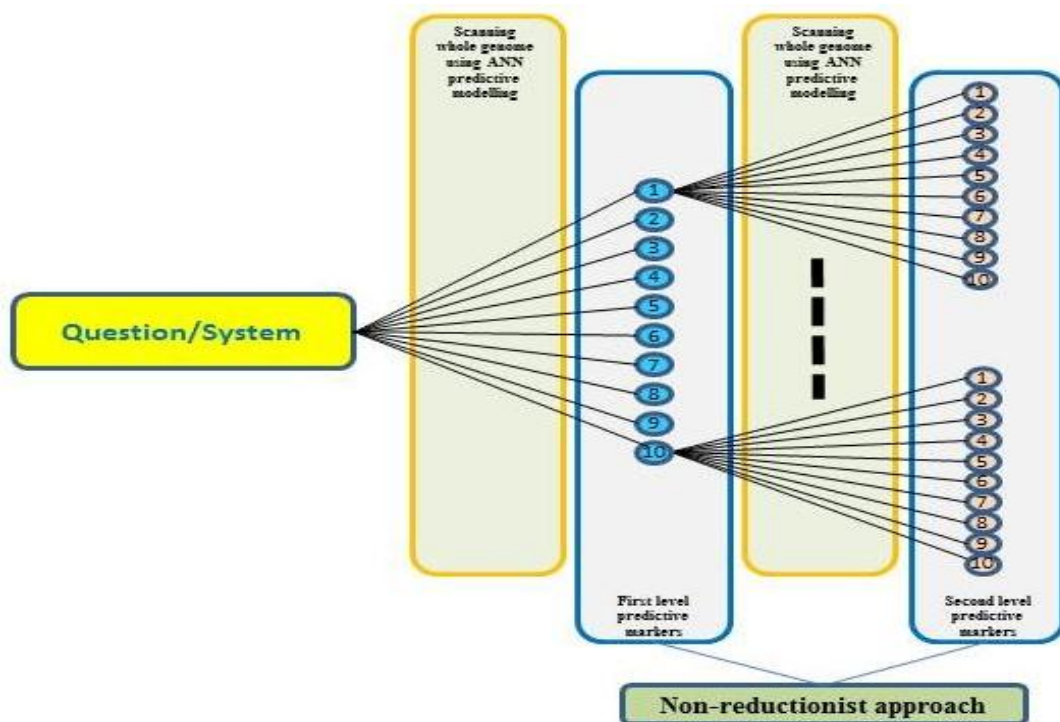 Scanning
whole genome
using ANN
predictive
modelling
Scanning
whole genome
using ANN
predictive
modelling
Question/System
1
2
3
4
5
6
7
8
9
10
1
2
3
4
5
6
7
8
9
10
1
2
3
4
5
6
7
8
9
10
First level
predictive
markers
Second level
predictive
markers
Non-reductionist approach